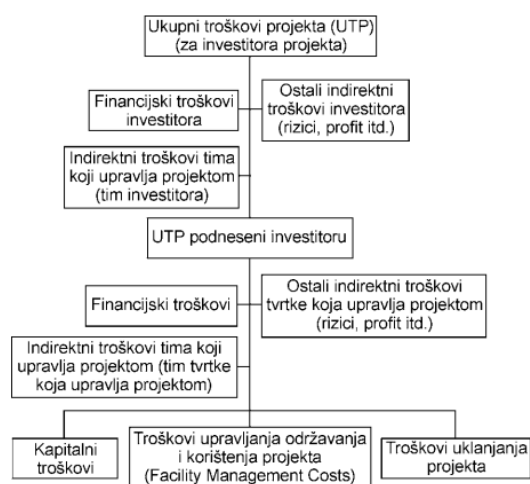 Ukupni troškovi projekta (UTP)
(za investitora projekta)
Financijski troškovi
investitora
Ostali indirektni
troškovi investitora
(rizici, profit itd.)
Indirektni troškovi tima
koji upravlja projektom
(tim investitora)
UTP podneseni investitoru
Financijski troškovi
Ostali indirektni troškovi
tvrtke koja upravlja projektom
(rizici, profit itd.)
Indirektni troškovi tima koji
upravlja projektom (tim tvrtke
koja upravlja projektom)
Kapitalni
troškovi
Troškovi upravljanja održavanja
i korištenja projekta
(Facility Management Costs)
Troškovi uklanjanja
projekta